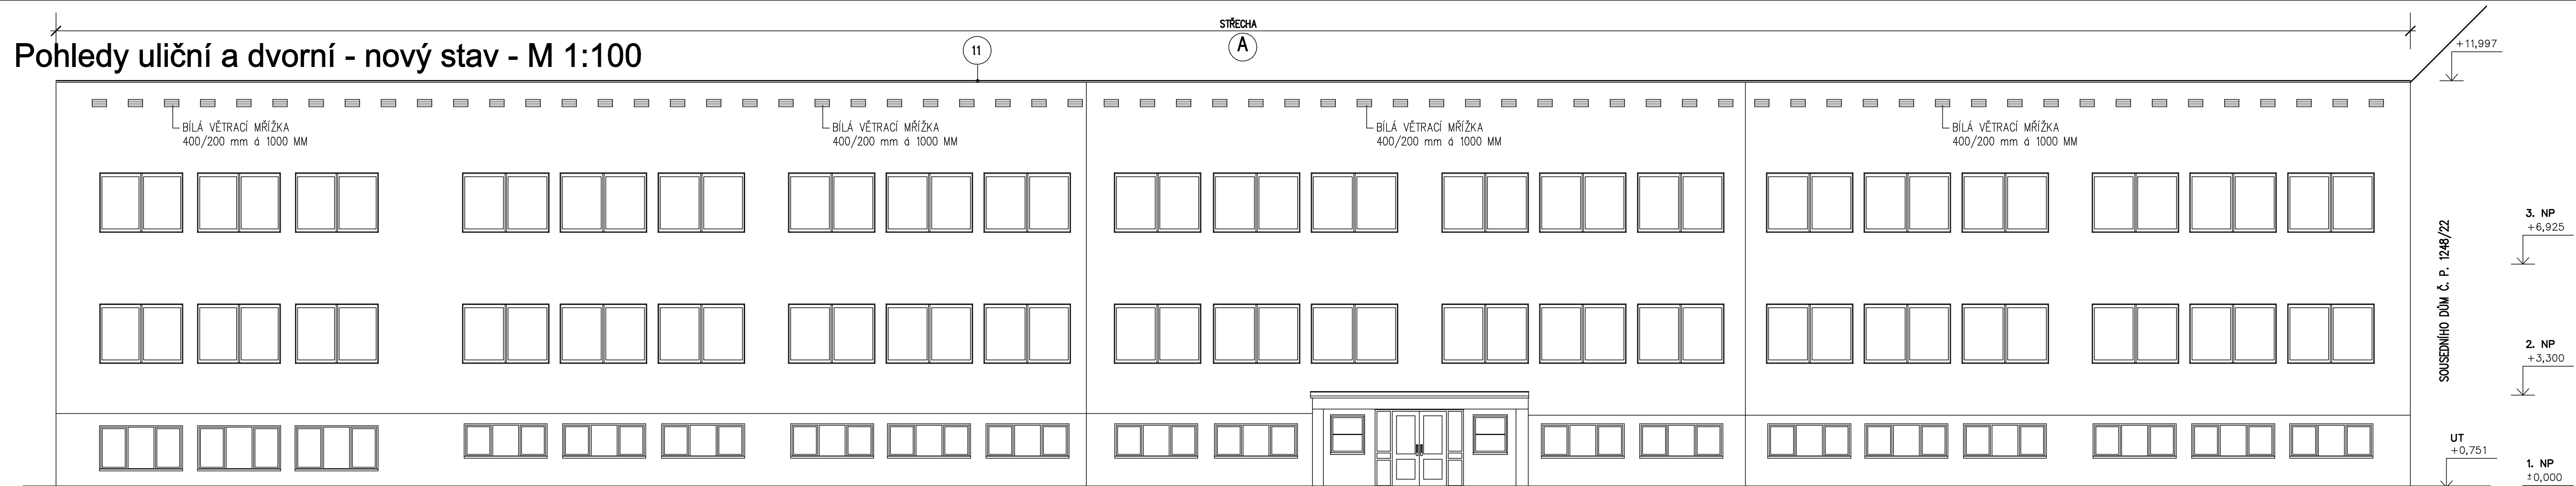 STŘECHA
A
Pohledy uliční a dvorní - nový stav - M 1:100
11
+11,997
BÍLÁ VĚTRACÍ MŘÍŽKA
400/200 mm á 1000 MM
BÍLÁ VĚTRACÍ MŘÍŽKA
400/200 mm á 1000 MM
BÍLÁ VĚTRACÍ MŘÍŽKA
400/200 mm á 1000 MM
BÍLÁ VĚTRACÍ MŘÍŽKA
400/200 mm á 1000 MM
SOUSEDNÍHO DŮM Č. P. 1248/22
3. NP
+6,925
2. NP
+3,300
UT
+0,751
1. NP
±0,000